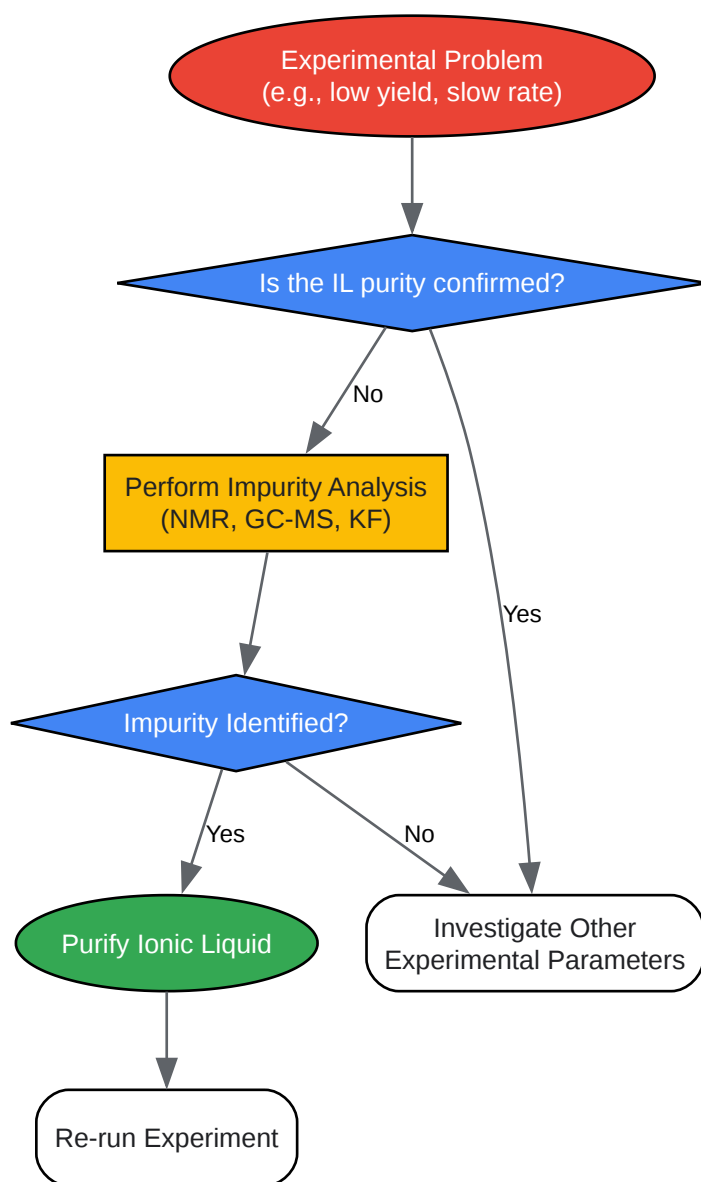 Experimental Problem
(e.g., low yield, slow rate)
Is the IL purity confirmed?
No
Perform Impurity Analysis
(NMR, GC-MS, KF)
Yes
Impurity Identified?
Yes
No
Purify Ionic Liquid
Investigate Other
Experimental Parameters
Re-run Experiment